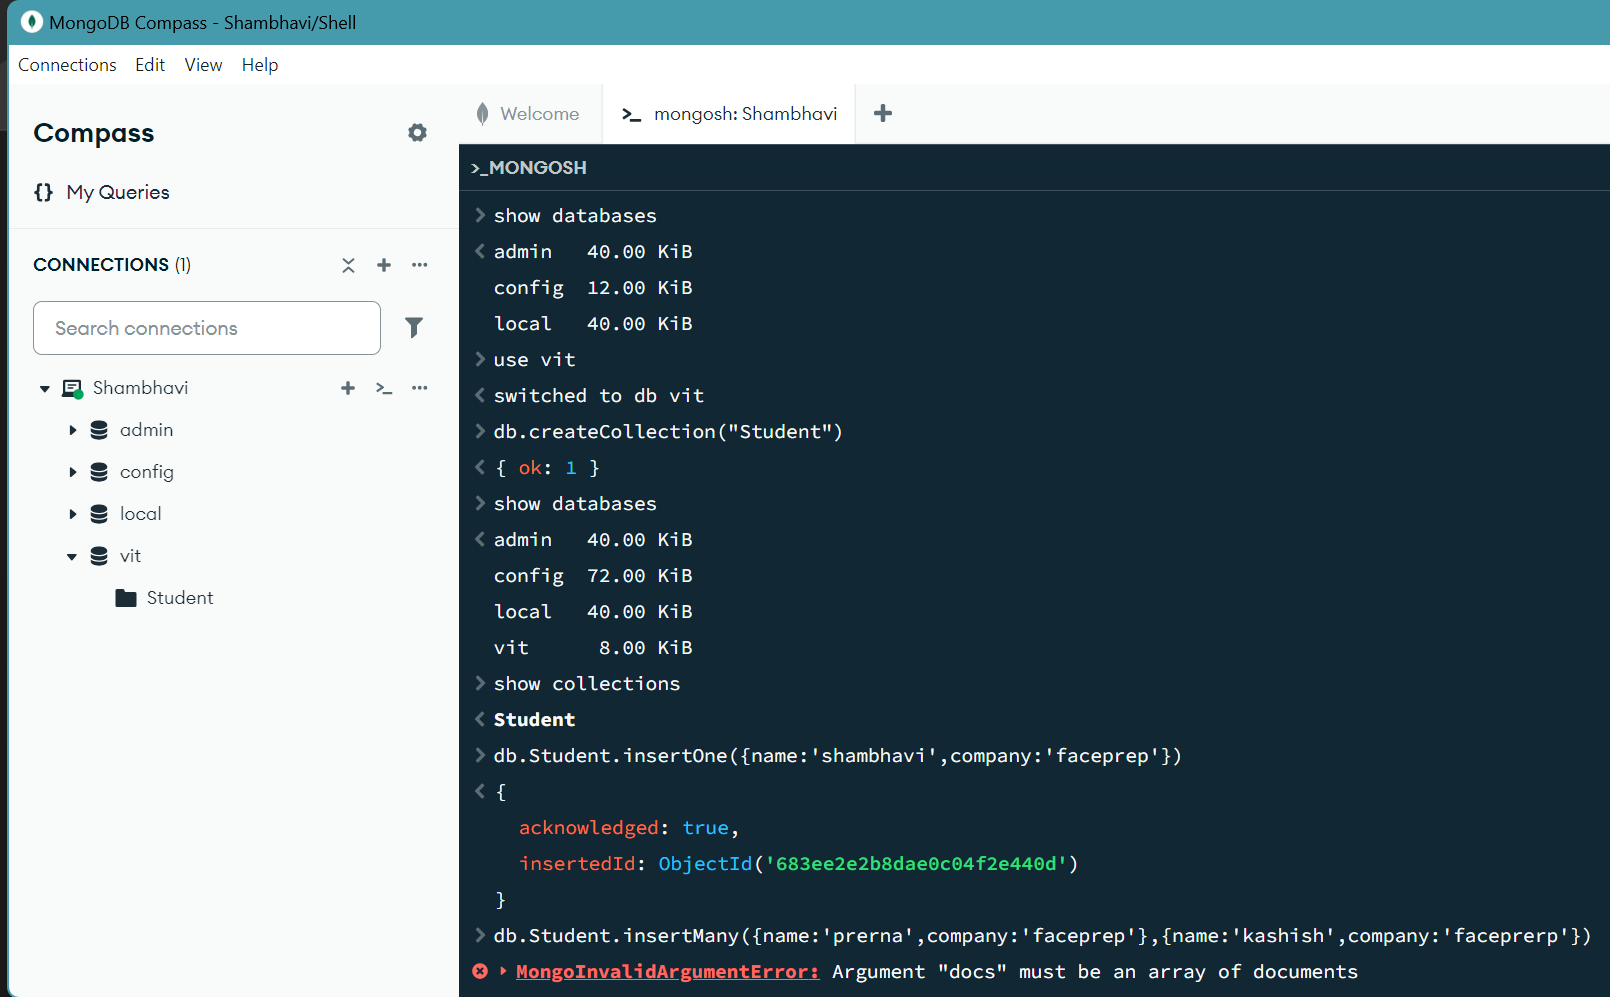 MongoDB Compass - Shambhavi/Shell
Connections Edit View Help
Compass
{} My Queries
CONNECTIONS (1)
Search connections
Shambhavi
admin
config
local
vit
Student
Welcome
>_ mongosh: Shambhavi
>_MONGOSH
> show databases
< admin   40.00 KiB
config  12.00 KiB
local   40.00 KiB
> use vit
< switched to db vit
> db.createCollection("Student")
< { ok: 1 }
> show databases
< admin   40.00 KiB
config  72.00 KiB
local   40.00 KiB
vit      8.00 KiB
> show collections
< Student
> db.Student.insertOne({name:'shambhavi',company:'faceprep'})
< {
acknowledged: true,
insertedId: ObjectId('683ee2e2b8dae0c04f2e440d')
}
> db.Student.insertMany({name:'prerna',company:'faceprep'},{name:'kashish',company:'faceprerp'})
MongoInvalidArgumentError: Argument "docs" must be an array of documents